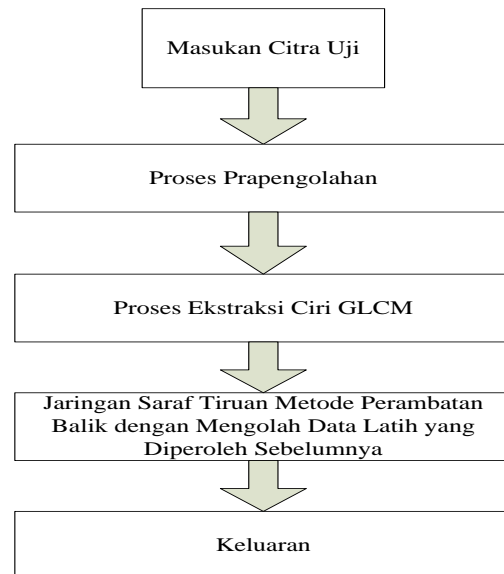 Masukan Citra Uji
Proses Prapengolahan
Proses Ekstraksi Ciri GLCM
Jaringan Saraf Tiruan Metode Perambatan
Balik dengan Mengolah Data Latih yang
Diperoleh Sebelumnya
Keluaran